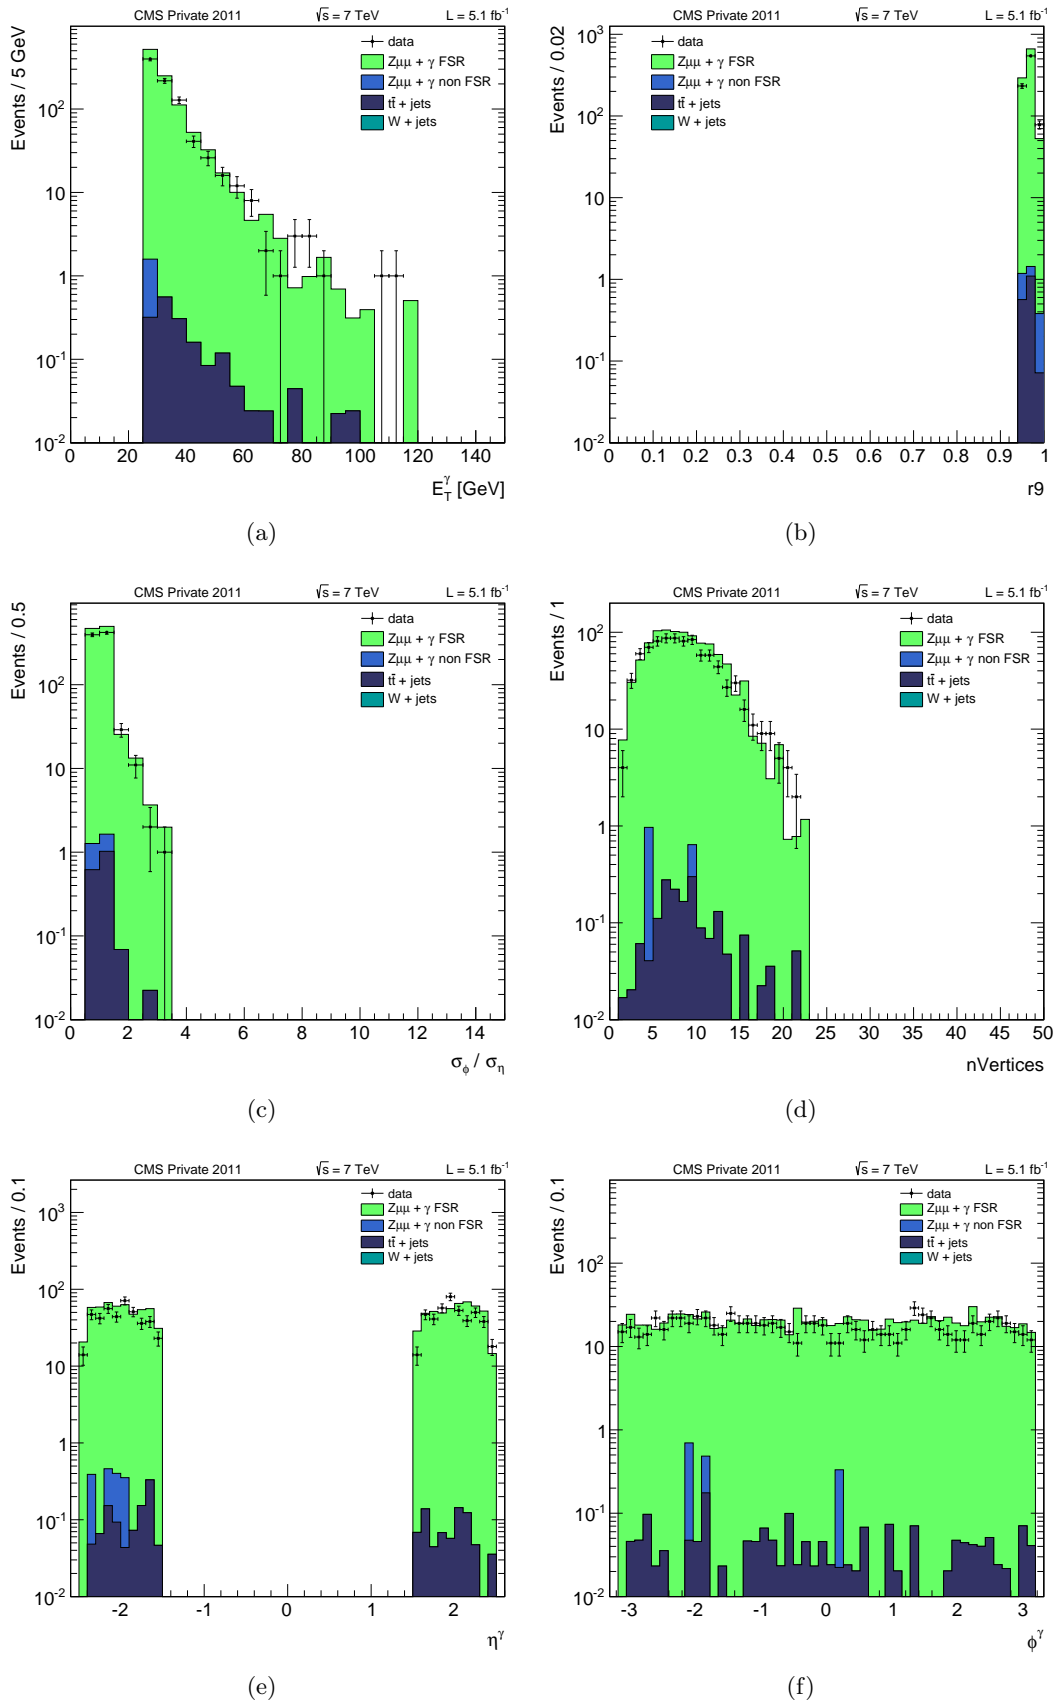 CMS Private 2011 √s = 7 TeV L = 5.1 fb⁻¹
Events / 5 GeV
data
Zμμ + γ FSR
Zμμ + γ non FSR
tt̄ + jets
W + jets
10²
10
1
10⁻¹
10⁻²
0 20 40 60 80 100 120 140
E_T^γ [GeV]
(a)
CMS Private 2011 √s = 7 TeV L = 5.1 fb⁻¹
Events / 0.02
data
Zμμ + γ FSR
Zμμ + γ non FSR
tt̄ + jets
W + jets
10³
10²
10
1
10⁻¹
10⁻²
0 0.1 0.2 0.3 0.4 0.5 0.6 0.7 0.8 0.9 1
r9
(b)
CMS Private 2011 √s = 7 TeV L = 5.1 fb⁻¹
Events / 0.5
data
Zμμ + γ FSR
Zμμ + γ non FSR
tt̄ + jets
W + jets
10²
10
1
10⁻¹
10⁻²
0 2 4 6 8 10 12 14
σ_ϕ / σ_η
(c)
CMS Private 2011 √s = 7 TeV L = 5.1 fb⁻¹
Events / 1
data
Zμμ + γ FSR
Zμμ + γ non FSR
tt̄ + jets
W + jets
10²
10
1
10⁻¹
10⁻²
0 5 10 15 20 25 30 35 40 45 50
nVertices
(d)
CMS Private 2011 √s = 7 TeV L = 5.1 fb⁻¹
Events / 0.1
data
Zμμ + γ FSR
Zμμ + γ non FSR
tt̄ + jets
W + jets
10³
10²
10
1
10⁻¹
10⁻²
-2 -1 0 1 2
η^γ
(e)
CMS Private 2011 √s = 7 TeV L = 5.1 fb⁻¹
Events / 0.1
data
Zμμ + γ FSR
Zμμ + γ non FSR
tt̄ + jets
W + jets
10²
10
1
10⁻¹
10⁻²
-3 -2 -1 0 1 2 3
ϕ^γ
(f)